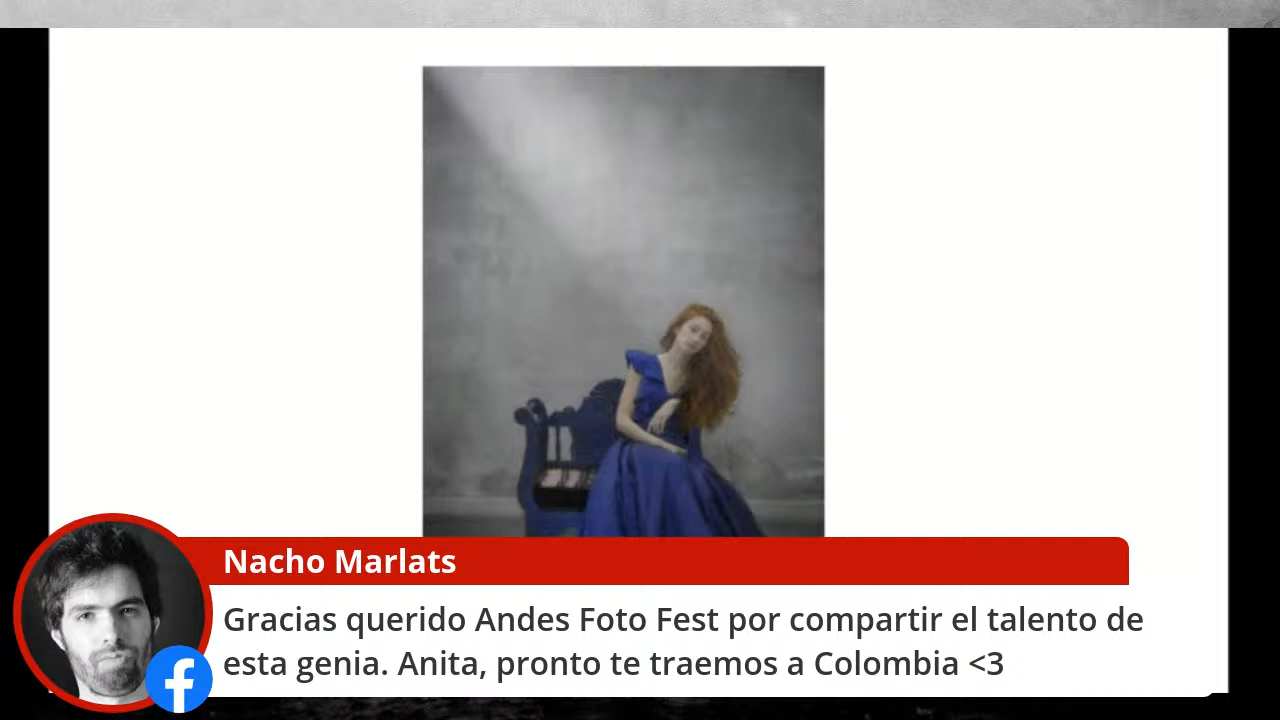 Nacho Marlats
Gracias querido Andes Foto Fest por compartir el talento de
esta genia. Anita, pronto te traemos a Colombia <3